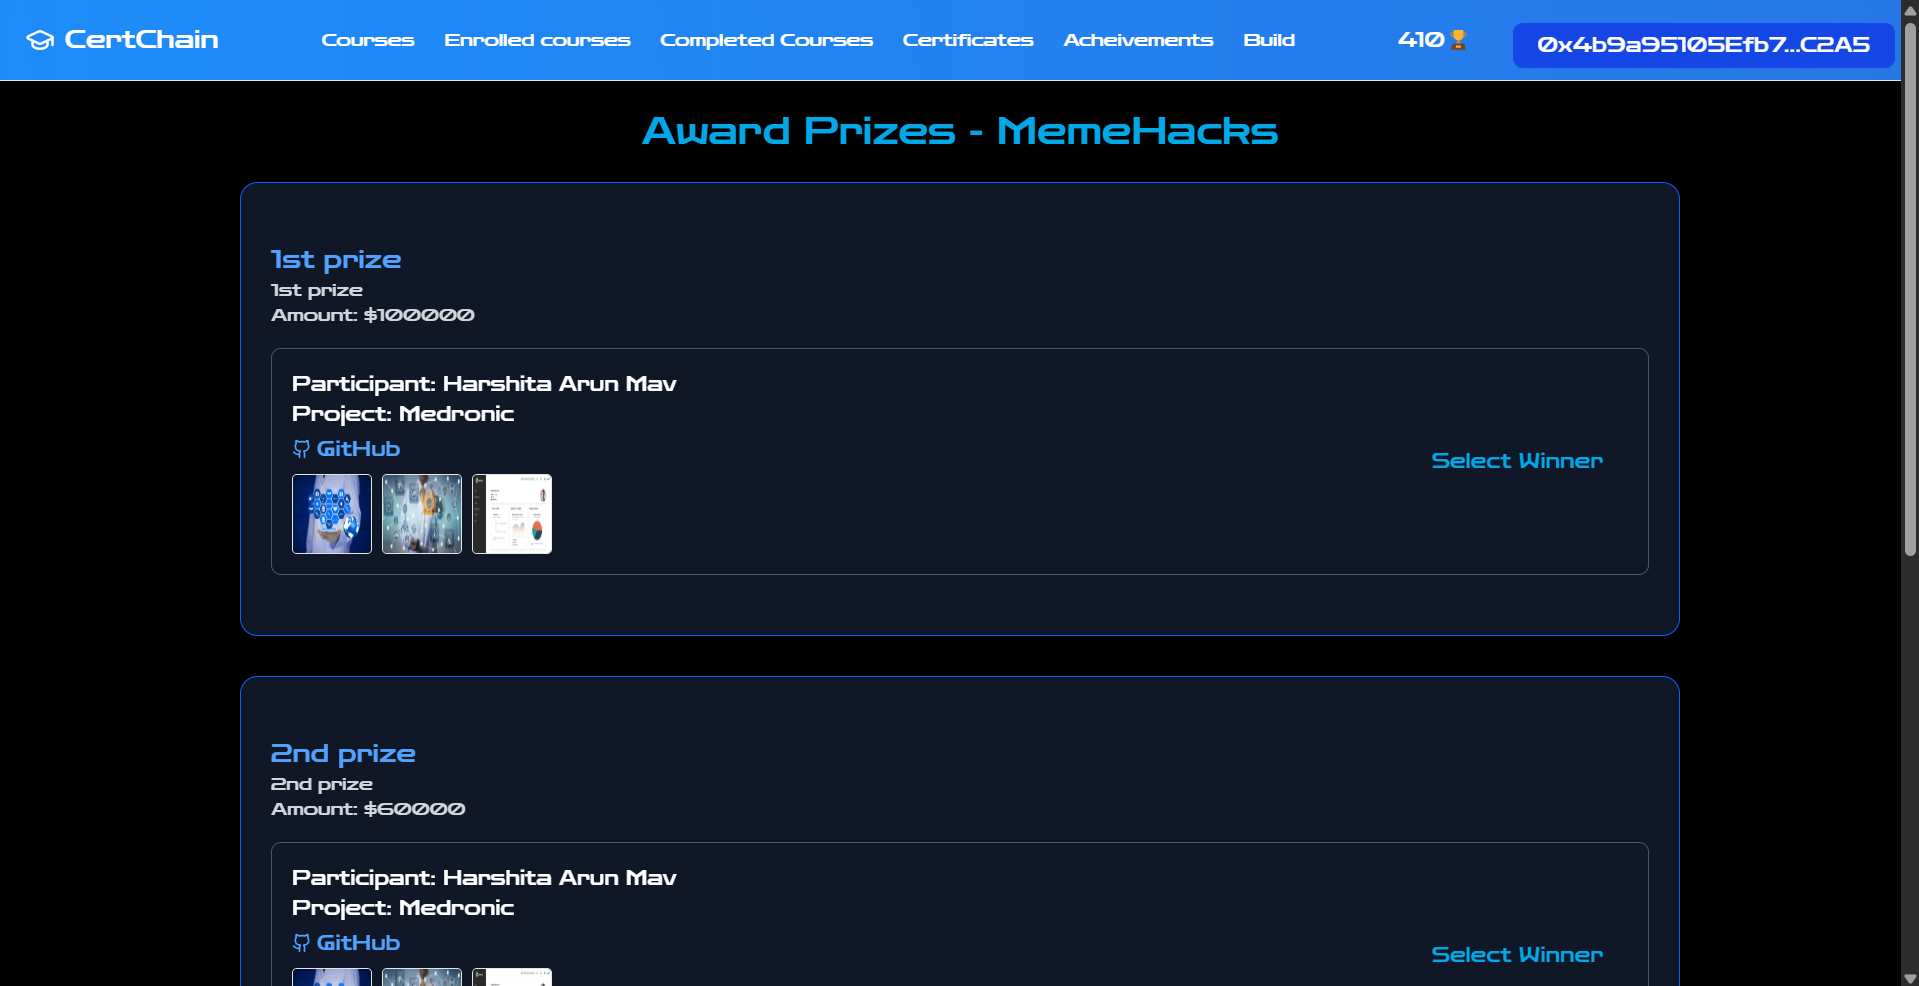 CertChain
Courses
Enrolled courses
Completed Courses
Certificates
Acheivements
Build
410
0x4b9a95105Efb7...C2A5
Award Prizes - MemeHacks
1st prize
1st prize
Amount: $100000
Participant: Harshita Arun Mav
Project: Medronic
GitHub
Select Winner
2nd prize
2nd prize
Amount: $60000
Participant: Harshita Arun Mav
Project: Medronic
GitHub
Select Winner